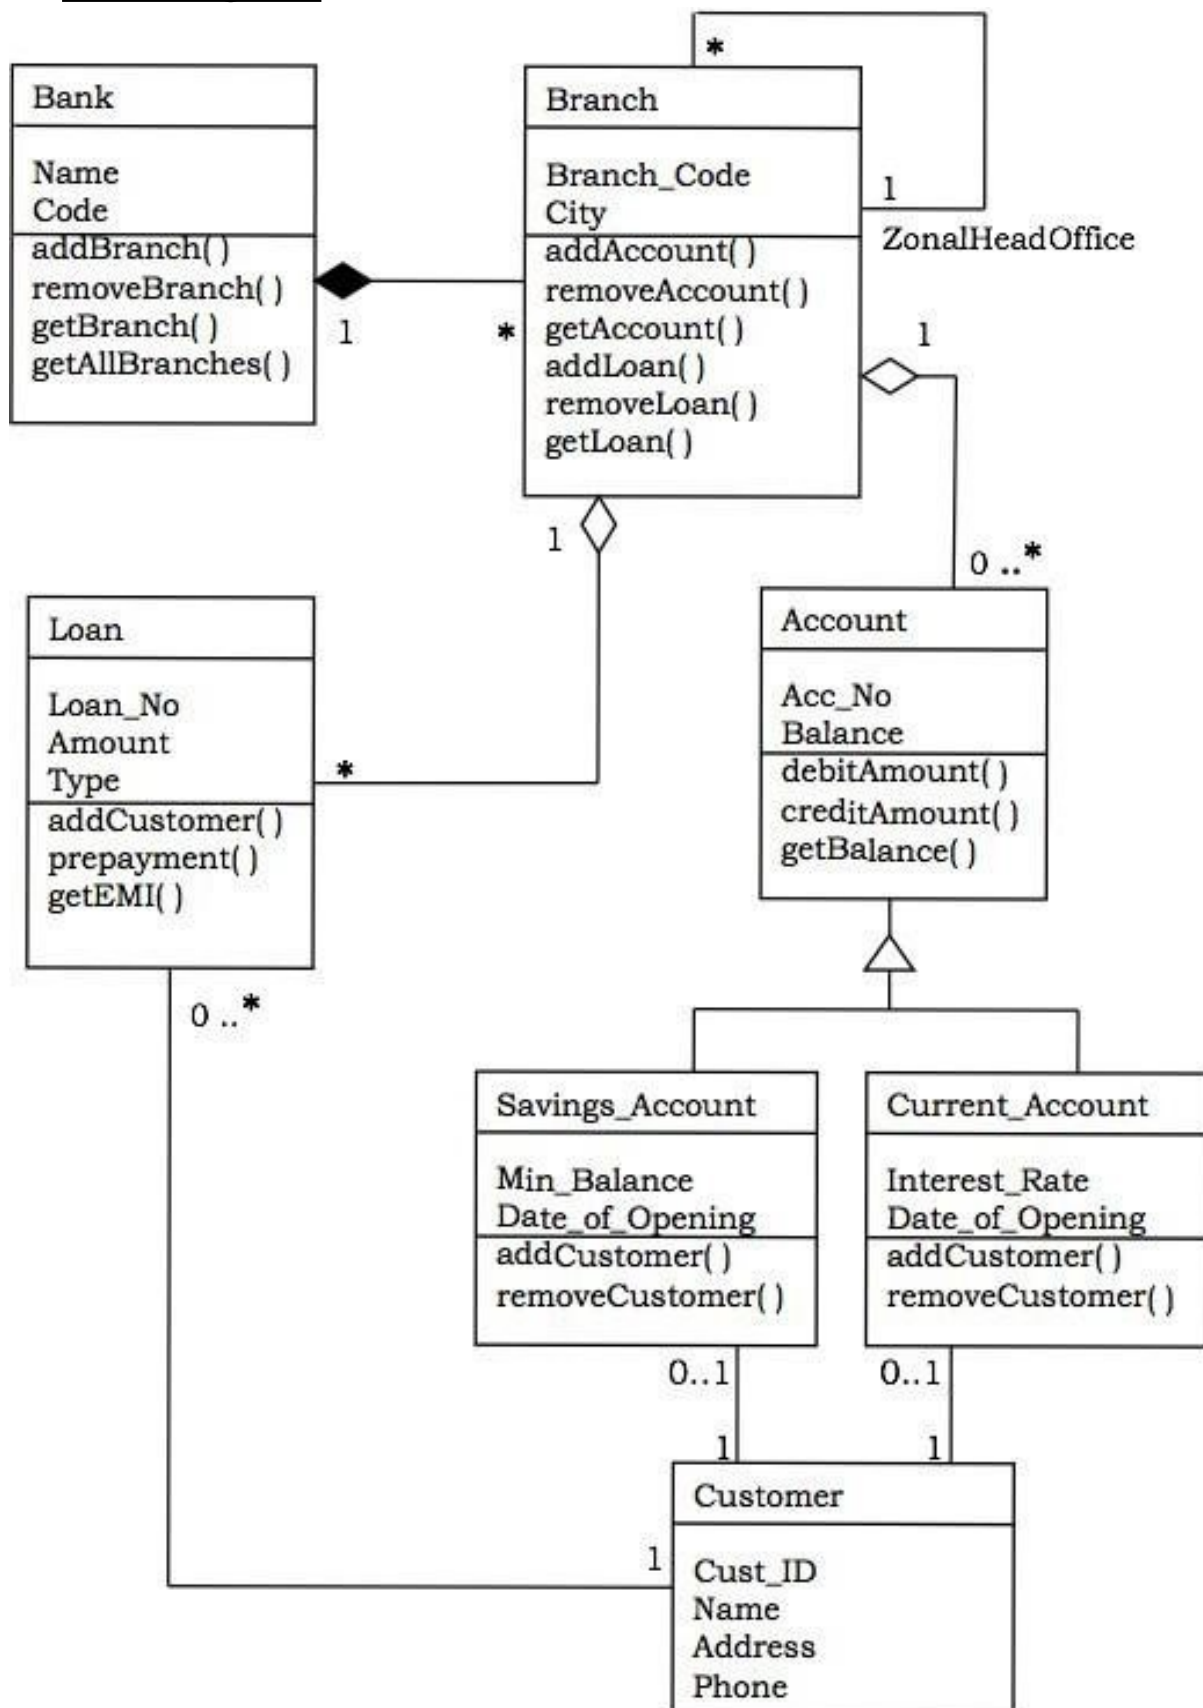 *
Bank
Name
Code
addBranch( )
removeBranch( )
getBranch( )
getAllBranches( )
1
*
Branch
Branch_Code
City
addAccount( )
removeAccount( )
getAccount( )
addLoan( )
removeLoan( )
getLoan( )
1
ZonalHeadOffice
1
1
0 ..*
Loan
Loan_No
Amount
Type
addCustomer( )
prepayment( )
getEMI( )
*
0 ..*
Account
Acc_No
Balance
debitAmount( )
creditAmount( )
getBalance( )
Savings_Account
Min_Balance
Date_of_Opening
addCustomer( )
removeCustomer( )
Current_Account
Interest_Rate
Date_of_Opening
addCustomer( )
removeCustomer( )
0..1
0..1
1
1
1
Customer
Cust_ID
Name
Address
Phone